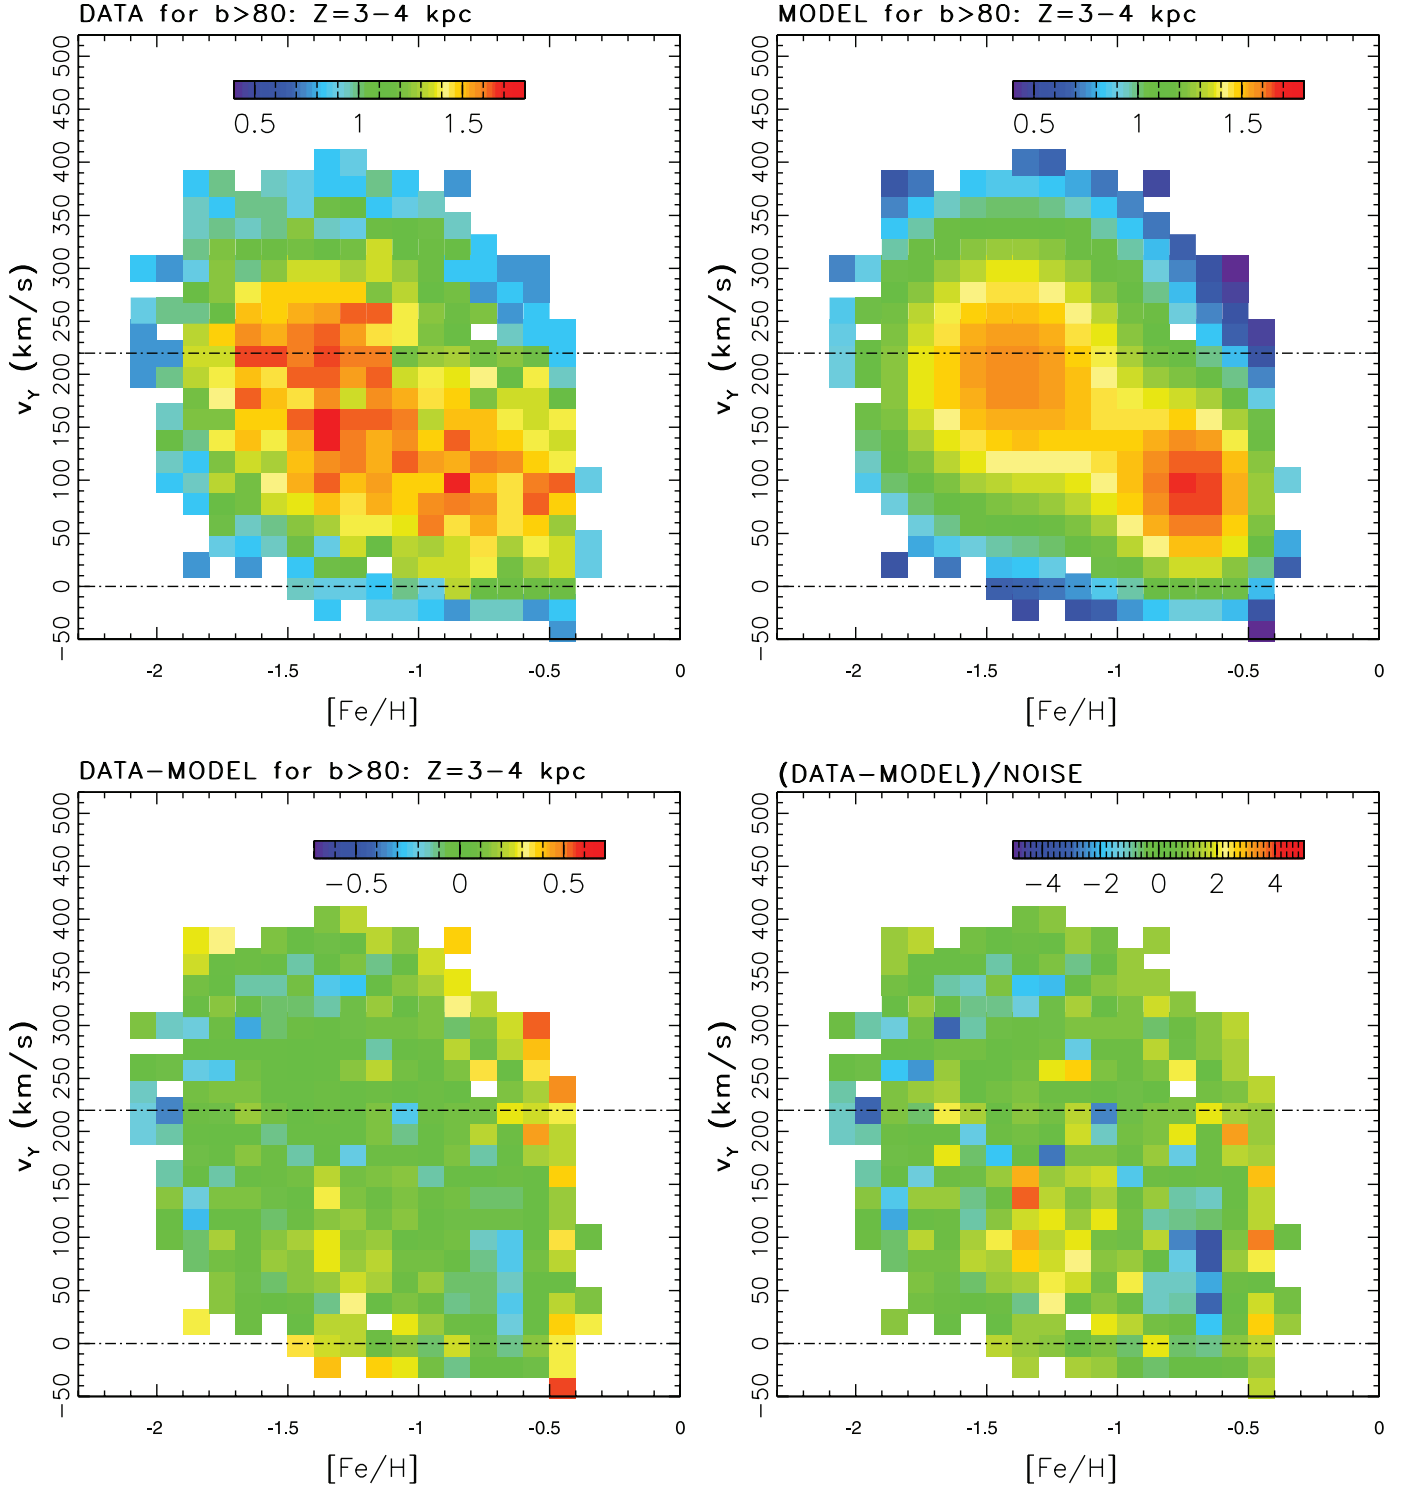 DATA for b>80: Z=3−4 kpc
MODEL for b>80: Z=3−4 kpc
500
450
400
350
300
250
200
150
100
50
0
−50
0.5 1 1.5
v_Y (km/s)
-2 -1.5 -1 -0.5 0
[Fe/H]
500
450
400
350
300
250
200
150
100
50
0
−50
0.5 1 1.5
v_Y (km/s)
-2 -1.5 -1 -0.5 0
[Fe/H]
DATA−MODEL for b>80: Z=3−4 kpc
(DATA−MODEL)/NOISE
500
450
400
350
300
250
200
150
100
50
0
−50
−0.5 0 0.5
v_Y (km/s)
-2 -1.5 -1 -0.5 0
[Fe/H]
500
450
400
350
300
250
200
150
100
50
0
−50
−4 −2 0 2 4
v_Y (km/s)
-2 -1.5 -1 -0.5 0
[Fe/H]